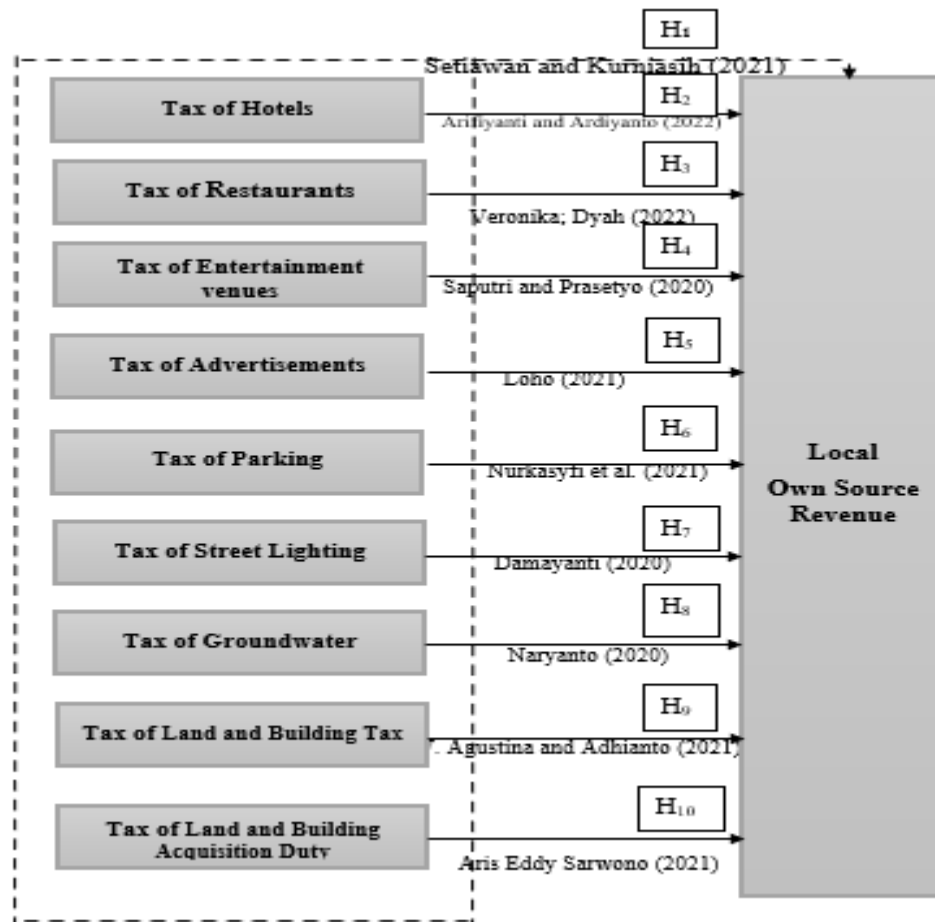 H₁
Setiawan and Kurniasih (2021)
Tax of Hotels
H₂
Arifiyanti and Ardiyanto (2022)
Tax of Restaurants
H₃
Veronika; Dyah (2022)
Tax of Entertainment
venues
H₄
Saputri and Prasetyo (2020)
Tax of Advertisements
H₅
Loho (2021)
Tax of Parking
H₆
Nurkasyfi et al. (2021)
Tax of Street Lighting
H₇
Damayanti (2020)
Tax of Groundwater
H₈
Naryanto (2020)
Tax of Land and Building Tax
H₉
. Agustina and Adhianto (2021)
Tax of Land and Building
Acquisition Duty
H₁₀
Aris Eddy Sarwono (2021)
Local
Own Source
Revenue